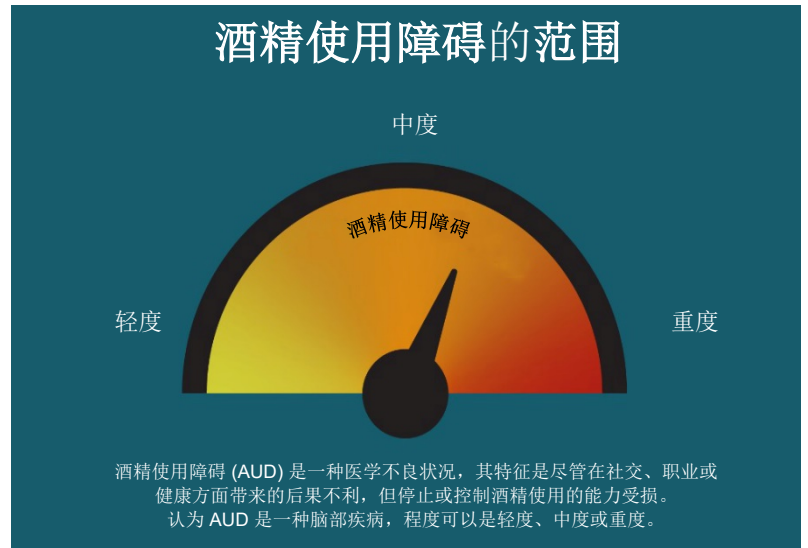 酒精使用障碍的范围
中度
酒精使用障碍
轻度
重度
酒精使用障碍 (AUD) 是一种医学不良状况，其特征是尽管在社交、职业或
健康方面带来的后果不利，但停止或控制酒精使用的能力受损。
认为 AUD 是一种脑部疾病，程度可以是轻度、中度或重度。